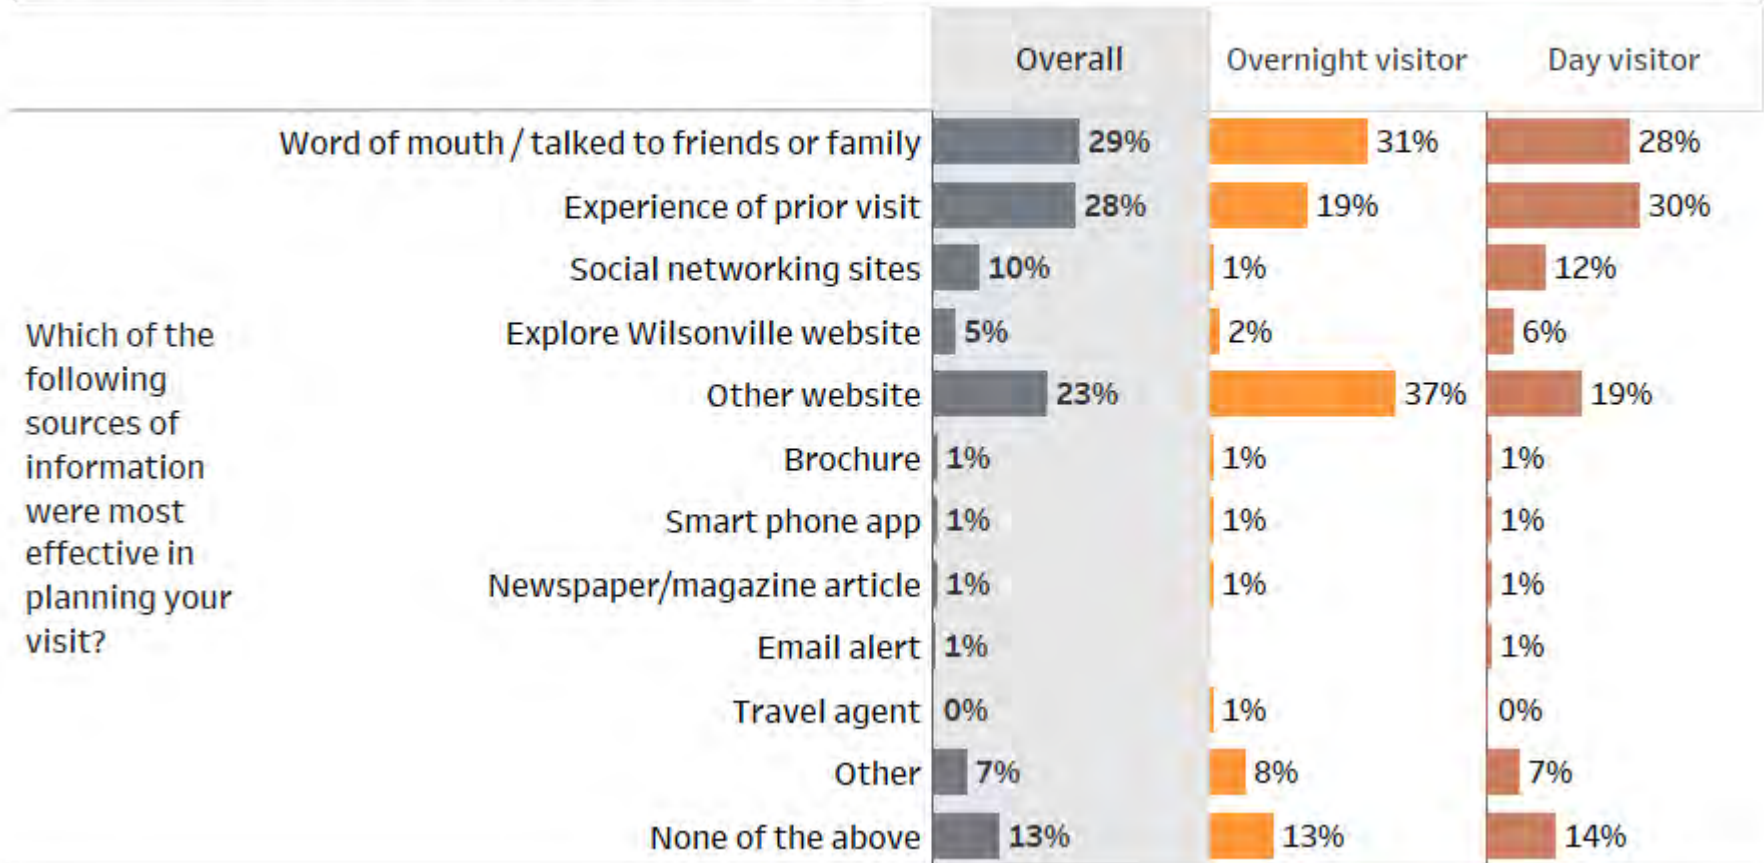 Overall Overnight visitor Day visitor
Which of the
following
sources of
information
were most
effective in
planning your
visit?
Word of mouth / talked to friends or family 29% 31% 28%
Experience of prior visit 28% 19% 30%
Social networking sites 10% 1% 12%
Explore Wilsonville website 5% 2% 6%
Other website 23% 37% 19%
Brochure 1% 1% 1%
Smart phone app 1% 1% 1%
Newspaper/magazine article 1% 1% 1%
Email alert 1% 1%
Travel agent 0% 1% 0%
Other 7% 8% 7%
None of the above 13% 13% 14%